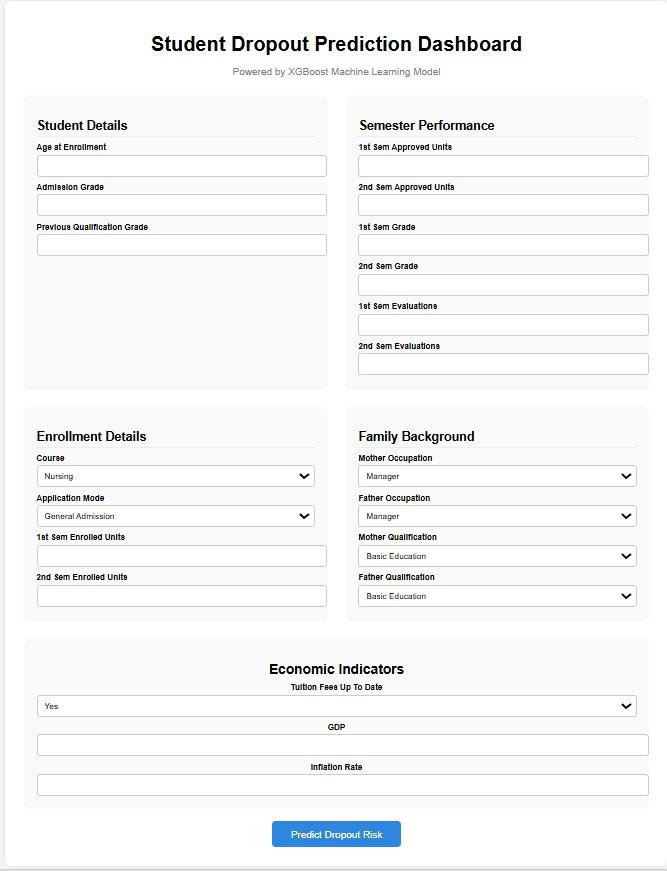 Student Dropout Prediction Dashboard
Powered by XGBoost Machine Learning Model
Student Details
Age at Enrollment
Admission Grade
Previous Qualification Grade
Semester Performance
1st Sem Approved Units
2nd Sem Approved Units
1st Sem Grade
2nd Sem Grade
1st Sem Evaluations
2nd Sem Evaluations
Enrollment Details
Course
Nursing
Application Mode
General Admission
1st Sem Enrolled Units
2nd Sem Enrolled Units
Family Background
Mother Occupation
Manager
Father Occupation
Manager
Mother Qualification
Basic Education
Father Qualification
Basic Education
Economic Indicators
Tuition Fees Up To Date
Yes
GDP
Inflation Rate
Predict Dropout Risk